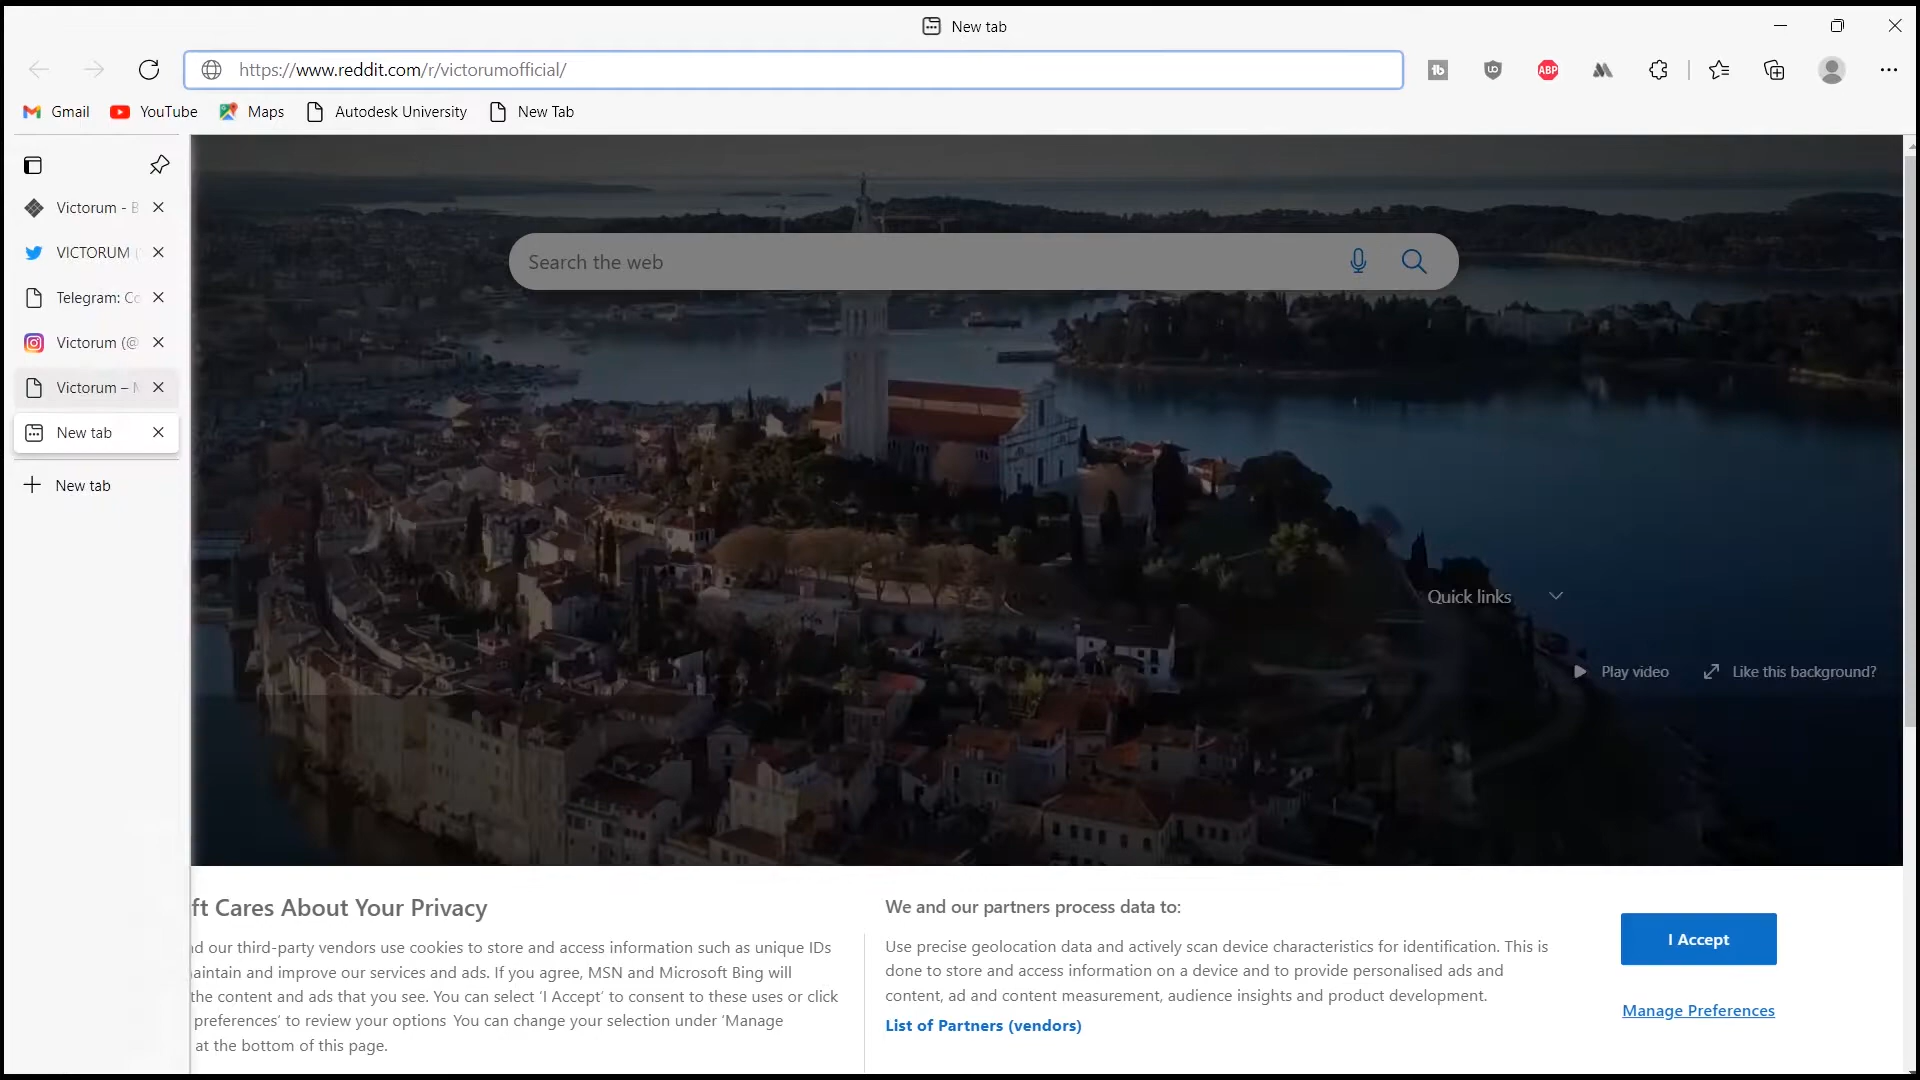 New tab
https://www.reddit.com/r/victorumofficial/
ABP
Gmail YouTube Maps Autodesk University New Tab
Victorum - B
VICTORUM (
Telegram: Co
Victorum (@
Victorum – M
New tab
New tab
Search the web
Quick links
Play video Like this background?
ft Cares About Your Privacy
d our third-party vendors use cookies to store and access information such as unique IDs
aintain and improve our services and ads. If you agree, MSN and Microsoft Bing will
the content and ads that you see. You can select 'I Accept' to consent to these uses or click
preferences' to review your options You can change your selection under 'Manage
at the bottom of this page.
We and our partners process data to:
Use precise geolocation data and actively scan device characteristics for identification. This is
done to store and access information on a device and to provide personalised ads and
content, ad and content measurement, audience insights and product development.
List of Partners (vendors)
I Accept
Manage Preferences